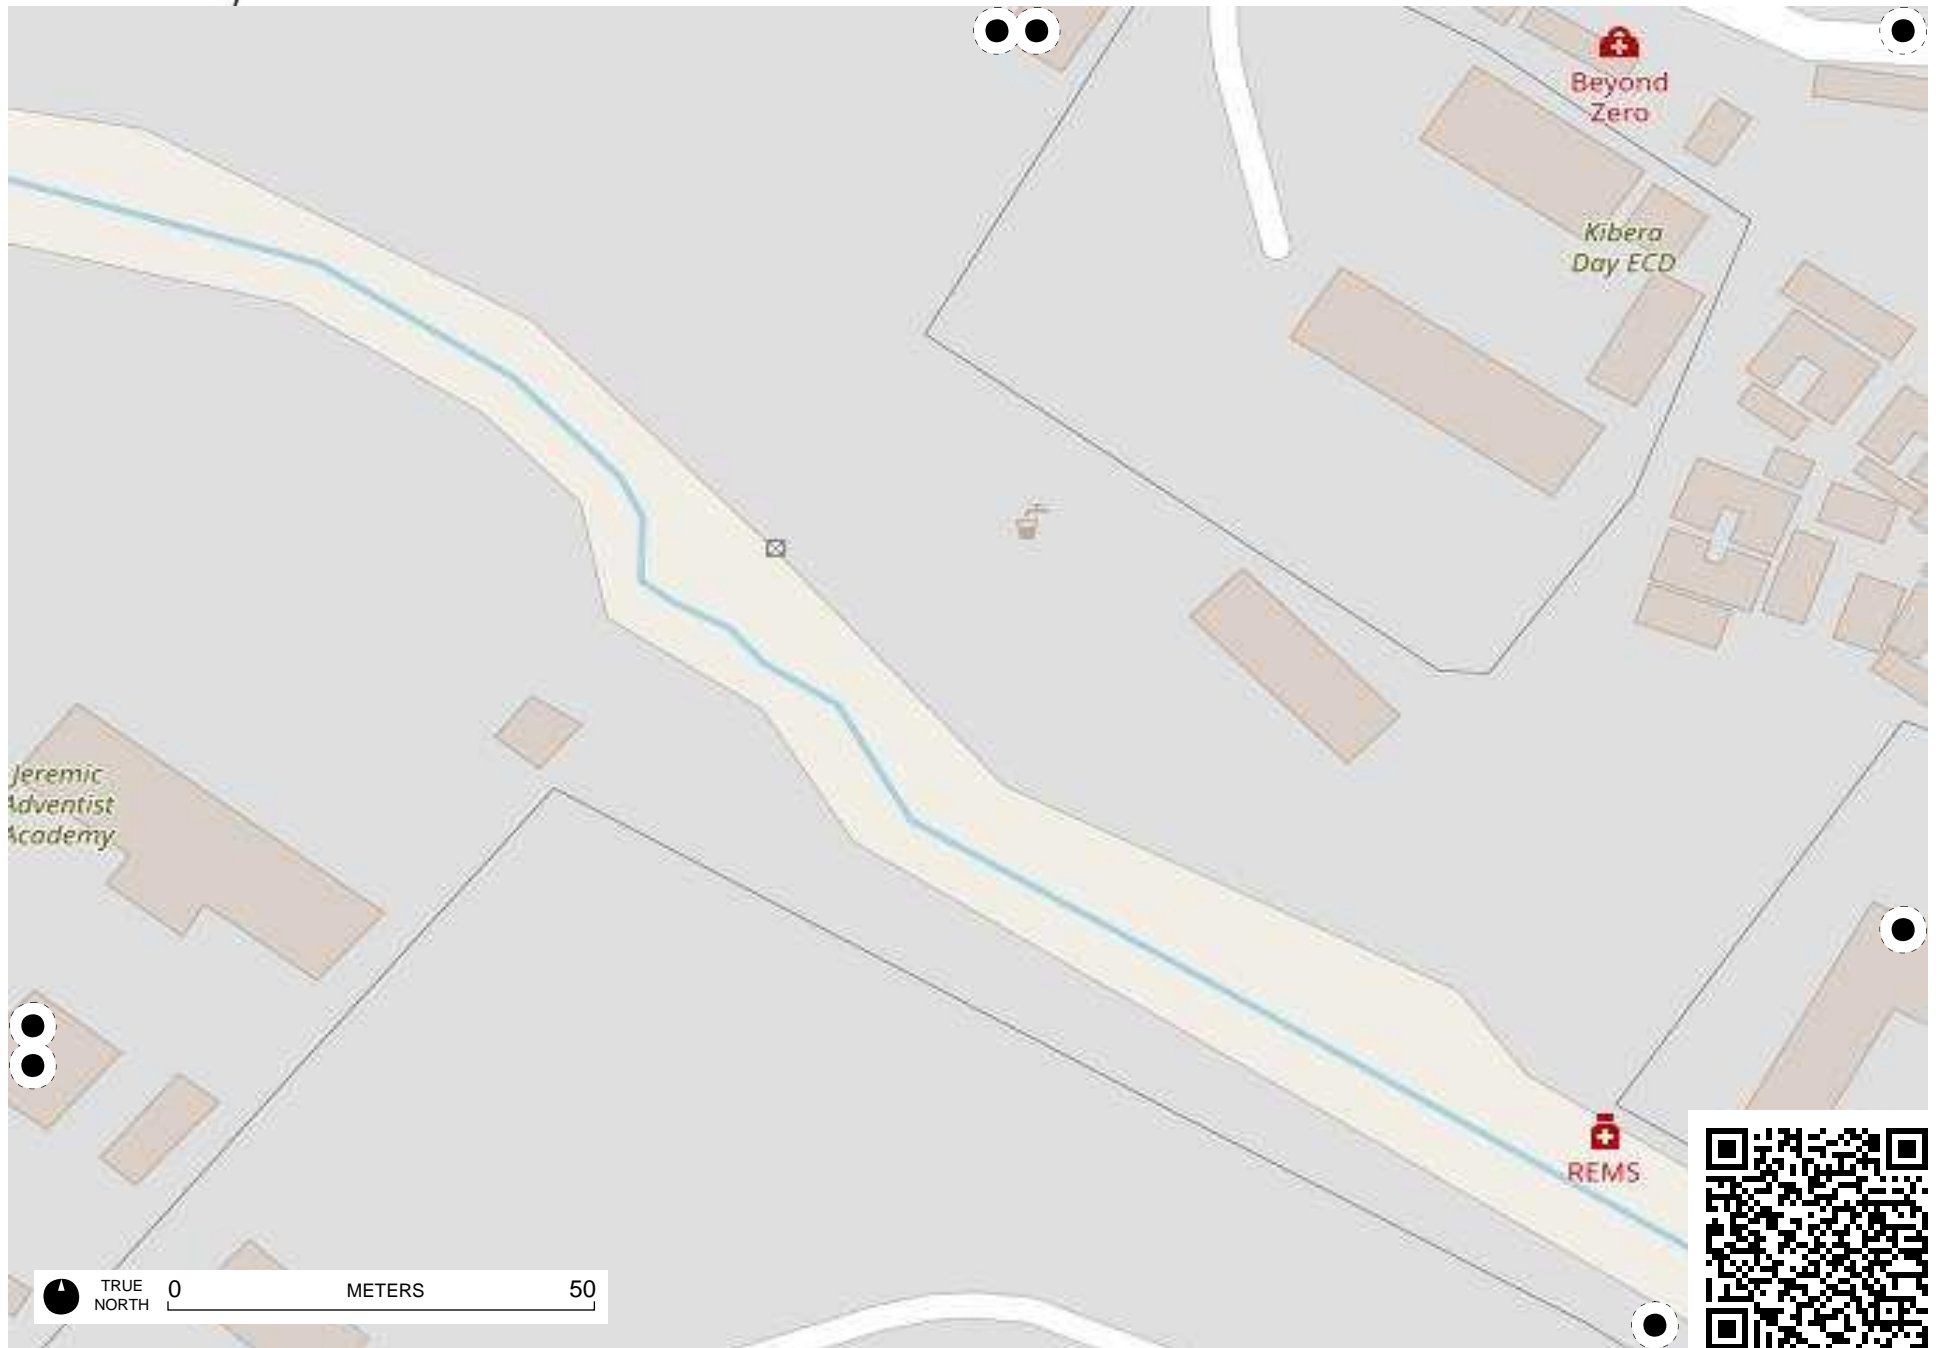 Beyond
Zero
Kibera
Day ECD
Jeremic
Adventist
Academy
REMS
TRUE
NORTH
0
METERS
50